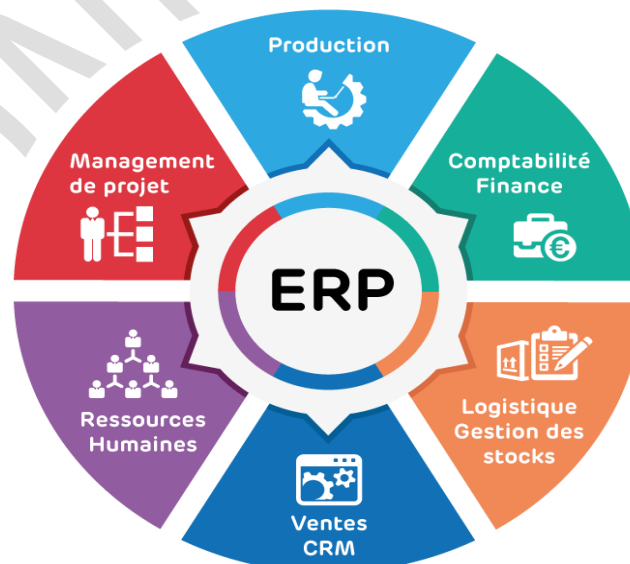 Production
Management
de projet
Comptabilité
Finance
ERP
Ressources
Humaines
Logistique
Gestion des
stocks
Ventes
CRM